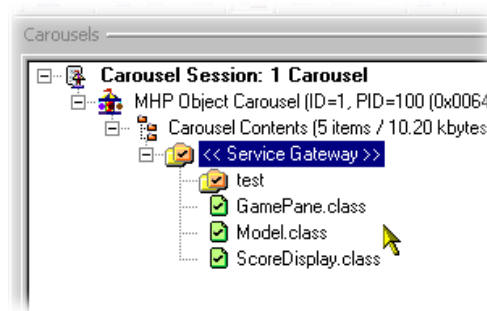 Carousels
Carousel Session: 1 Carousel
MHP Object Carousel (ID=1, PID=100 (0x0064
Carousel Contents (5 items / 10.20 kbytes
<< Service Gateway >>
test
GamePane.class
Model.class
ScoreDisplay.class